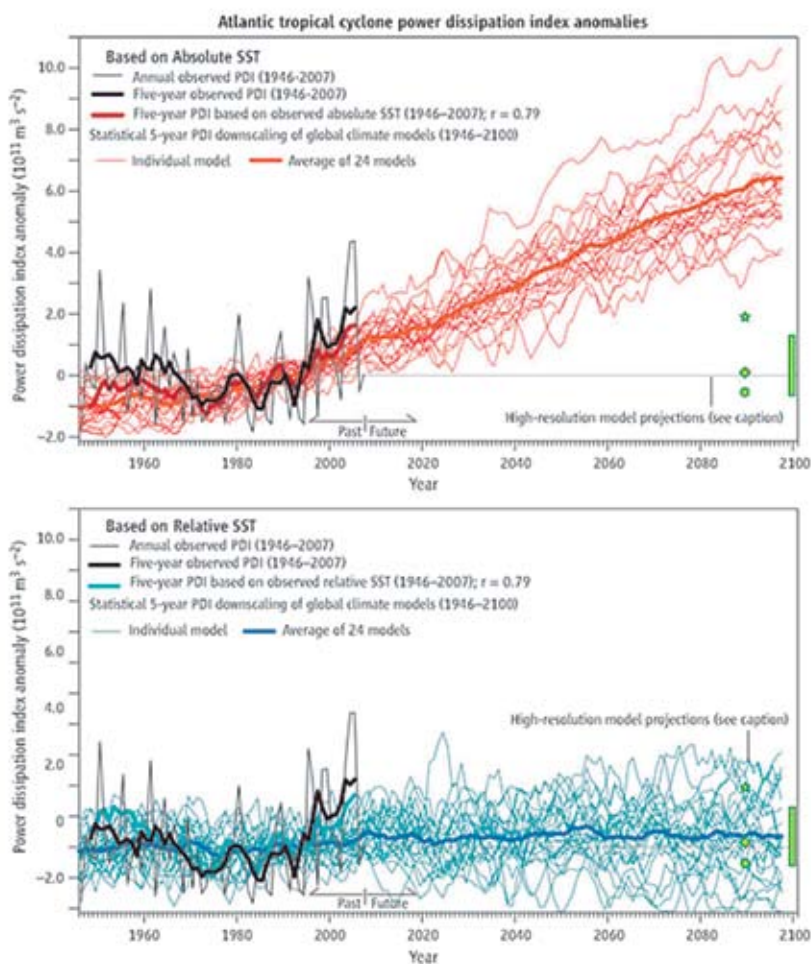 Atlantic tropical cyclone power dissipation index anomalies
Power dissipation index anomaly (10¹¹ m³ s⁻²)
10.0
8.0
6.0
4.0
2.0
0
−2.0
Based on Absolute SST
Annual observed PDI (1946-2007)
Five-year observed PDI (1946-2007)
Five-year PDI based on observed absolute SST (1946–2007); r = 0.79
Statistical 5-year PDI downscaling of global climate models (1946–2100)
Individual model
Average of 24 models
High-resolution model projections (see caption)
Past Future
1960 1980 2000 2020 2040 2060 2080 2100
Year
Power dissipation index anomaly (10¹¹ m³ s⁻²)
10.0
8.0
6.0
4.0
2.0
0
−2.0
Based on Relative SST
Annual observed PDI (1946–2007)
Five-year observed PDI (1946–2007)
Five-year PDI based on observed relative SST (1946–2007); r = 0.79
Statistical 5-year PDI downscaling of global climate models (1946–2100)
Individual model
Average of 24 models
High-resolution model projections (see caption)
Past Future
1960 1980 2000 2020 2040 2060 2080 2100
Year